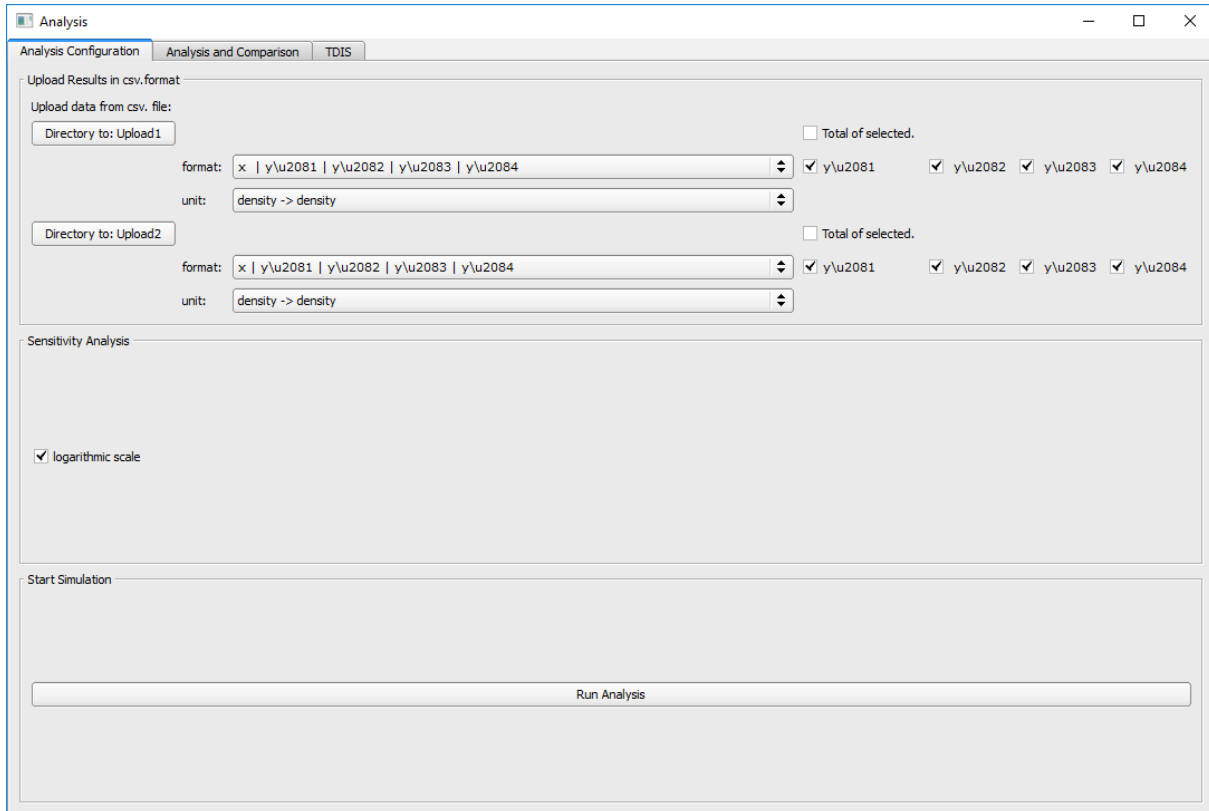 Analysis
Analysis Configuration Analysis and Comparison TDIS
Upload Results in csv.format
Upload data from csv. file:
Directory to: Upload1 Total of selected.
format: x | y\u2081 | y\u2082 | y\u2083 | y\u2084 y\u2081 y\u2082 y\u2083 y\u2084
unit: density -> density
Directory to: Upload2 Total of selected.
format: x | y\u2081 | y\u2082 | y\u2083 | y\u2084 y\u2081 y\u2082 y\u2083 y\u2084
unit: density -> density
Sensitivity Analysis
logarithmic scale
Start Simulation
Run Analysis